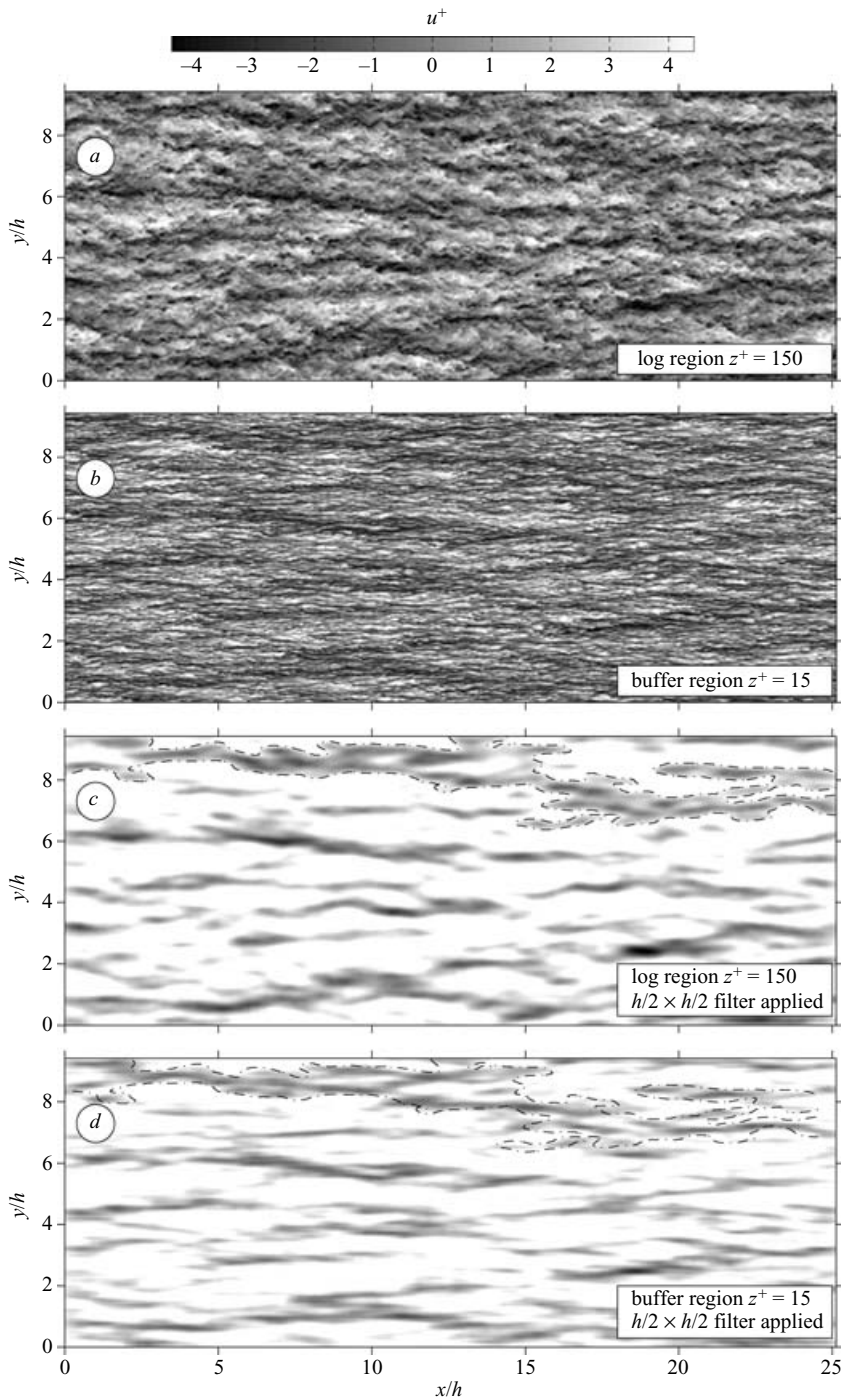 u⁺
–4 –3 –2 –1 0 1 2 3 4
8
a
6
y/h
4
2
log region z⁺ = 150
0
8
b
6
y/h
4
2
buffer region z⁺ = 15
0
8
c
6
y/h
4
2
log region z⁺ = 150
h/2 × h/2 filter applied
0
8
d
6
y/h
4
2
buffer region z⁺ = 15
h/2 × h/2 filter applied
0
0 5 10 15 20 25
x/h